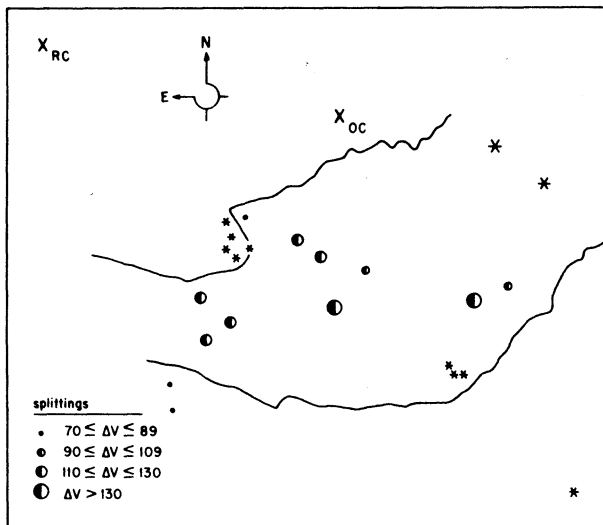 X RC
N
E
X OC
splittings
70 ≤ ΔV ≤ 89
90 ≤ ΔV ≤ 109
110 ≤ ΔV ≤ 130
ΔV > 130